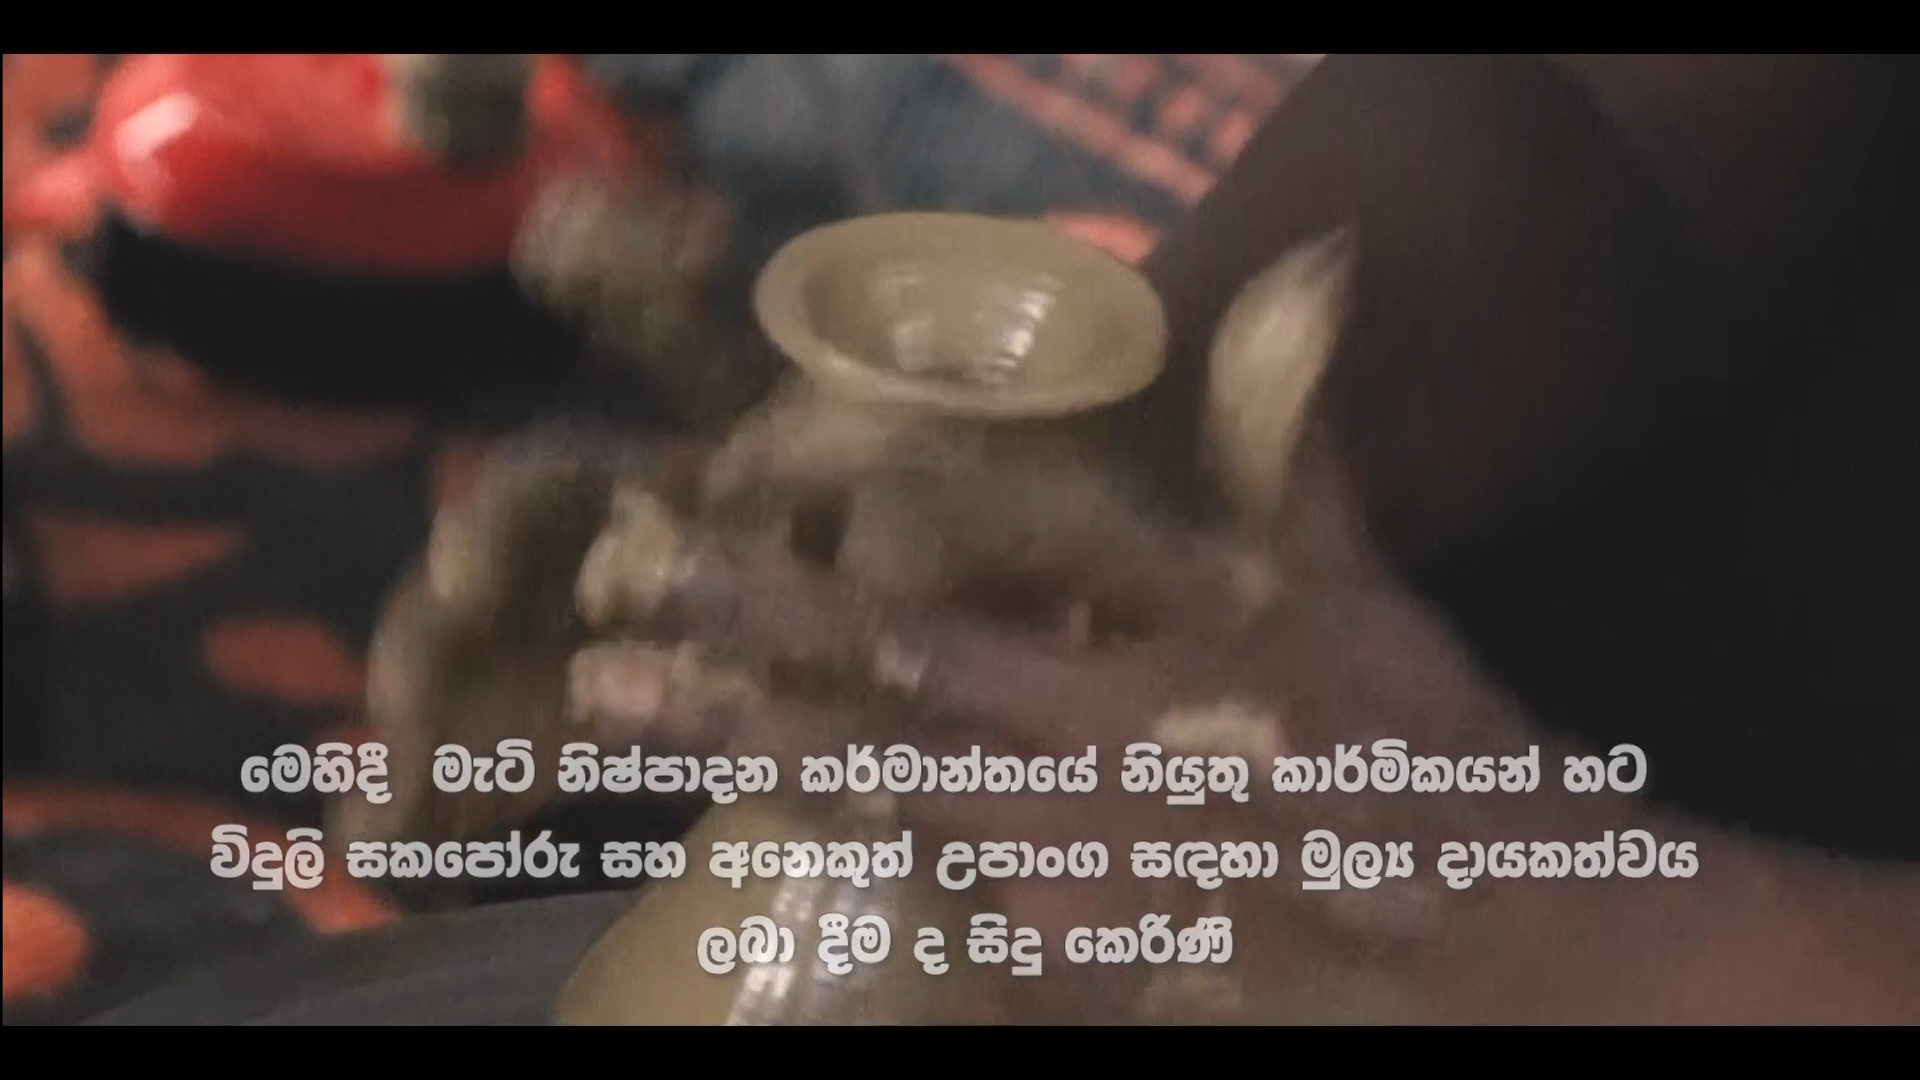 මෙහිදී මැටි නිෂ්පාදන කර්මාන්තයේ නියුතු කාර්මිකයන් හට
විදුලි සකපෝරු සහ අනෙකුත් උපාංග සඳහා මුල්‍ය දායකත්වය
ලබා දීම ද සිදු කෙරිණි